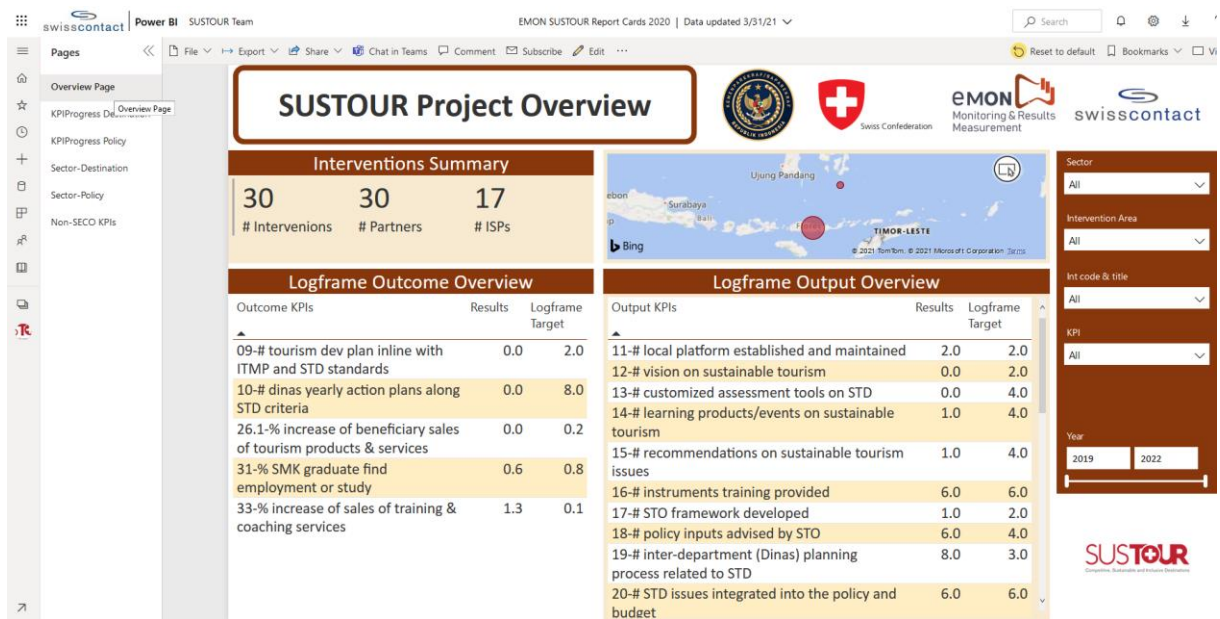 swisscontact Power BI SUSTOUR Team
EMON SUSTOUR Report Cards 2020 | Data updated 3/31/21
Search
Pages
File Export Share Chat in Teams Comment Subscribe Edit ...
Reset to default Bookmarks Vi
Overview Page
KPIProgress De
Overview Page
KPIProgress Policy
Sector-Destination
Sector-Policy
Non-SECO KPIs
SUSTOUR Project Overview
REPUBLIK INDONESIA
Swiss Confederation
eMON
Monitoring & Results
Measurement
swisscontact
Interventions Summary
30 30 17
# Intervenions # Partners # ISPs
Ujung Pandang
Surabaya
Bali
TIMOR-LESTE
Bing
© 2021 TomTom, © 2021 Microsoft Corporation Terms
Sector
All
Intervention Area
All
Int code & title
All
KPI
All
Year
2019 2022
Logframe Outcome Overview
Outcome KPIs Results Logframe
Target
09-# tourism dev plan inline with 0.0 2.0
ITMP and STD standards
10-# dinas yearly action plans along 0.0 8.0
STD criteria
26.1-% increase of beneficiary sales 0.0 0.2
of tourism products & services
31-% SMK graduate find 0.6 0.8
employment or study
33-% increase of sales of training & 1.3 0.1
coaching services
Logframe Output Overview
Output KPIs Results Logframe
Target
11-# local platform established and maintained 2.0 2.0
12-# vision on sustainable tourism 0.0 2.0
13-# customized assessment tools on STD 0.0 4.0
14-# learning products/events on sustainable 1.0 4.0
tourism
15-# recommendations on sustainable tourism 1.0 4.0
issues
16-# instruments training provided 6.0 6.0
17-# STO framework developed 1.0 2.0
18-# policy inputs advised by STO 6.0 4.0
19-# inter-department (Dinas) planning 8.0 3.0
process related to STD
20-# STD issues integrated into the policy and 6.0 6.0
budget
SUSTOUR
Competitive, Sustainable and Inclusive Destinations